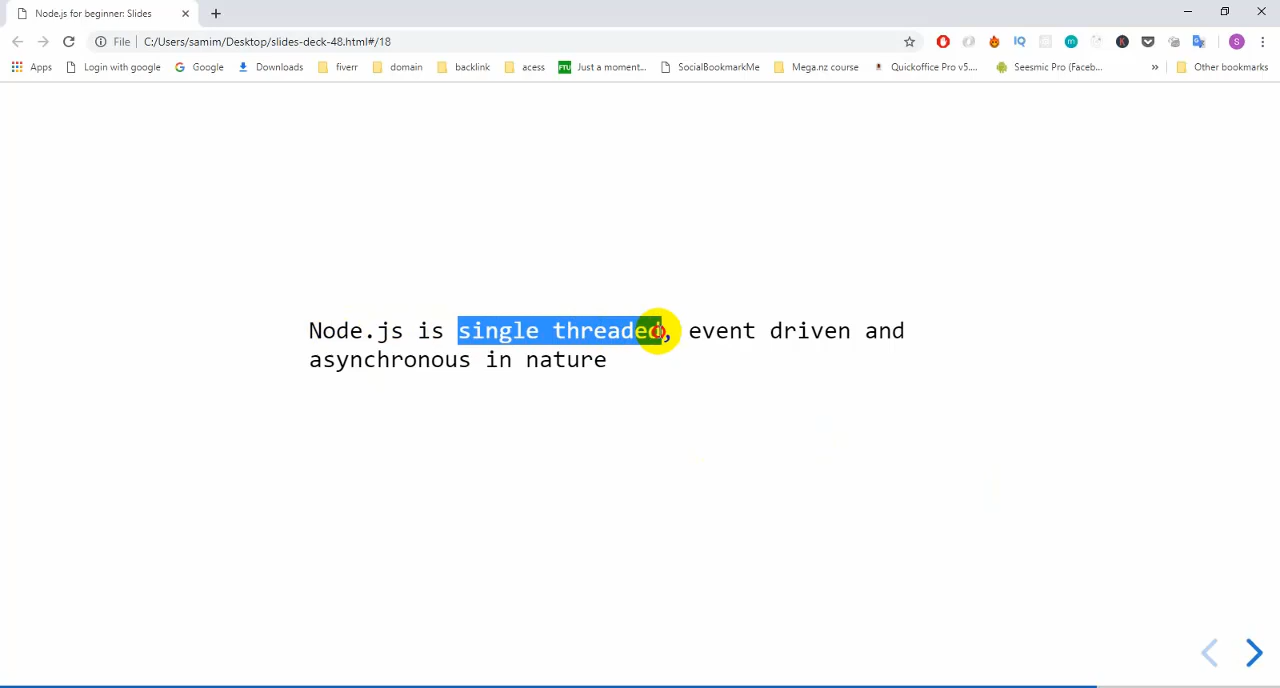 Node.js for beginner: Slides
File
C:/Users/samim/Desktop/slides-deck-48.html#/18
IQ
m
K
S
Apps
Login with google
Google
Downloads
fiverr
domain
backlink
acess
FTU
Just a moment...
SocialBookmarkMe
Mega.nz course
Quickoffice Pro v5....
Seesmic Pro (Faceb...
»
Other bookmarks
Node.js is single threaded, event driven and
asynchronous in nature